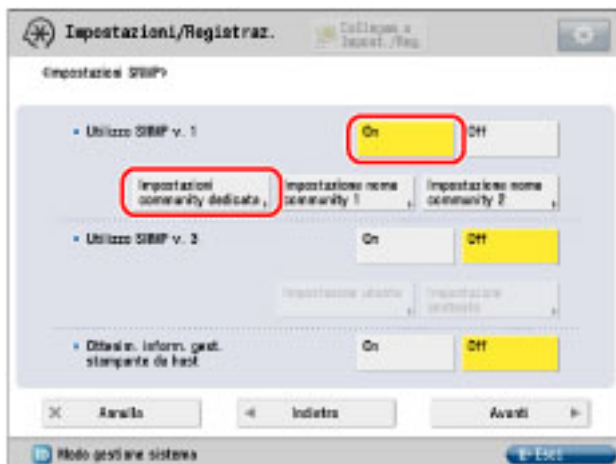 Impostazioni/Registraz.
Collegam.a
Impost./Reg.
<Impostazioni SNMP>
Utilizzo SNMP v. 1
On
Off
Impostazioni
community dedicata
Impostazione nome
community 1
Impostazione nome
community 2
Utilizzo SNMP v. 3
On
Off
Impostazione utente
Impostazione
contesto
Ottenim. inform. gest.
stampante da host
On
Off
Annulla
Indietro
Avanti
Modo gestione sistema
Esci